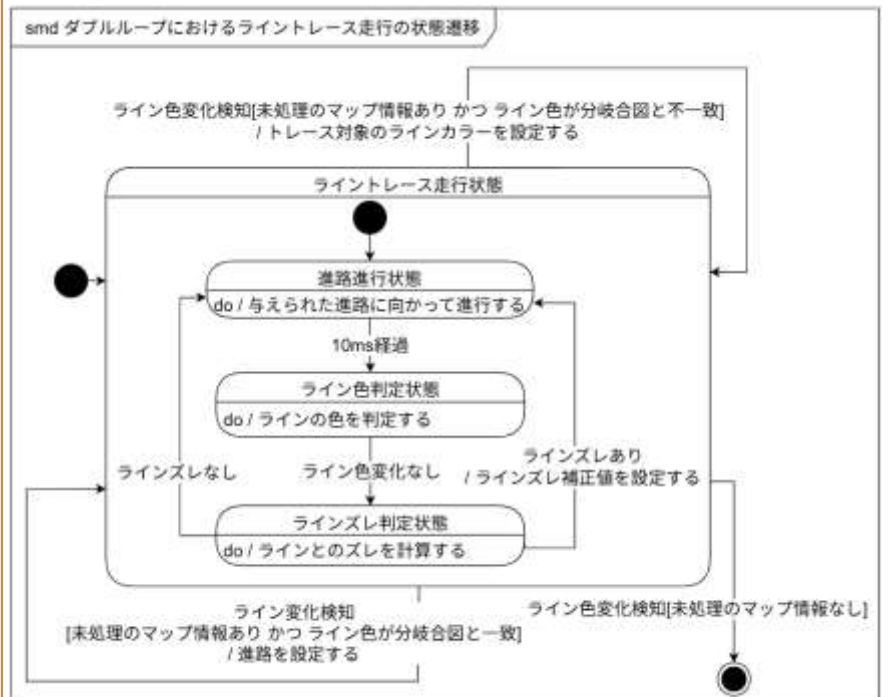 smd ダブルループにおけるライントレース走行の状態遷移
ライン色変化検知[未処理のマップ情報あり かつ ライン色が分岐合図と不一致]
/ トレース対象のラインカラーを設定する
ライントレース走行状態
進路進行状態
do / 与えられた進路に向かって進行する
10ms経過
ライン色判定状態
do / ラインの色を判定する
ラインズレなし
ライン色変化なし
ラインズレあり
/ ラインズレ補正値を設定する
ラインズレ判定状態
do / ラインとのズレを計算する
ライン変化検知
[未処理のマップ情報あり かつ ライン色が分岐合図と一致]
/ 進路を設定する
ライン色変化検知[未処理のマップ情報なし]